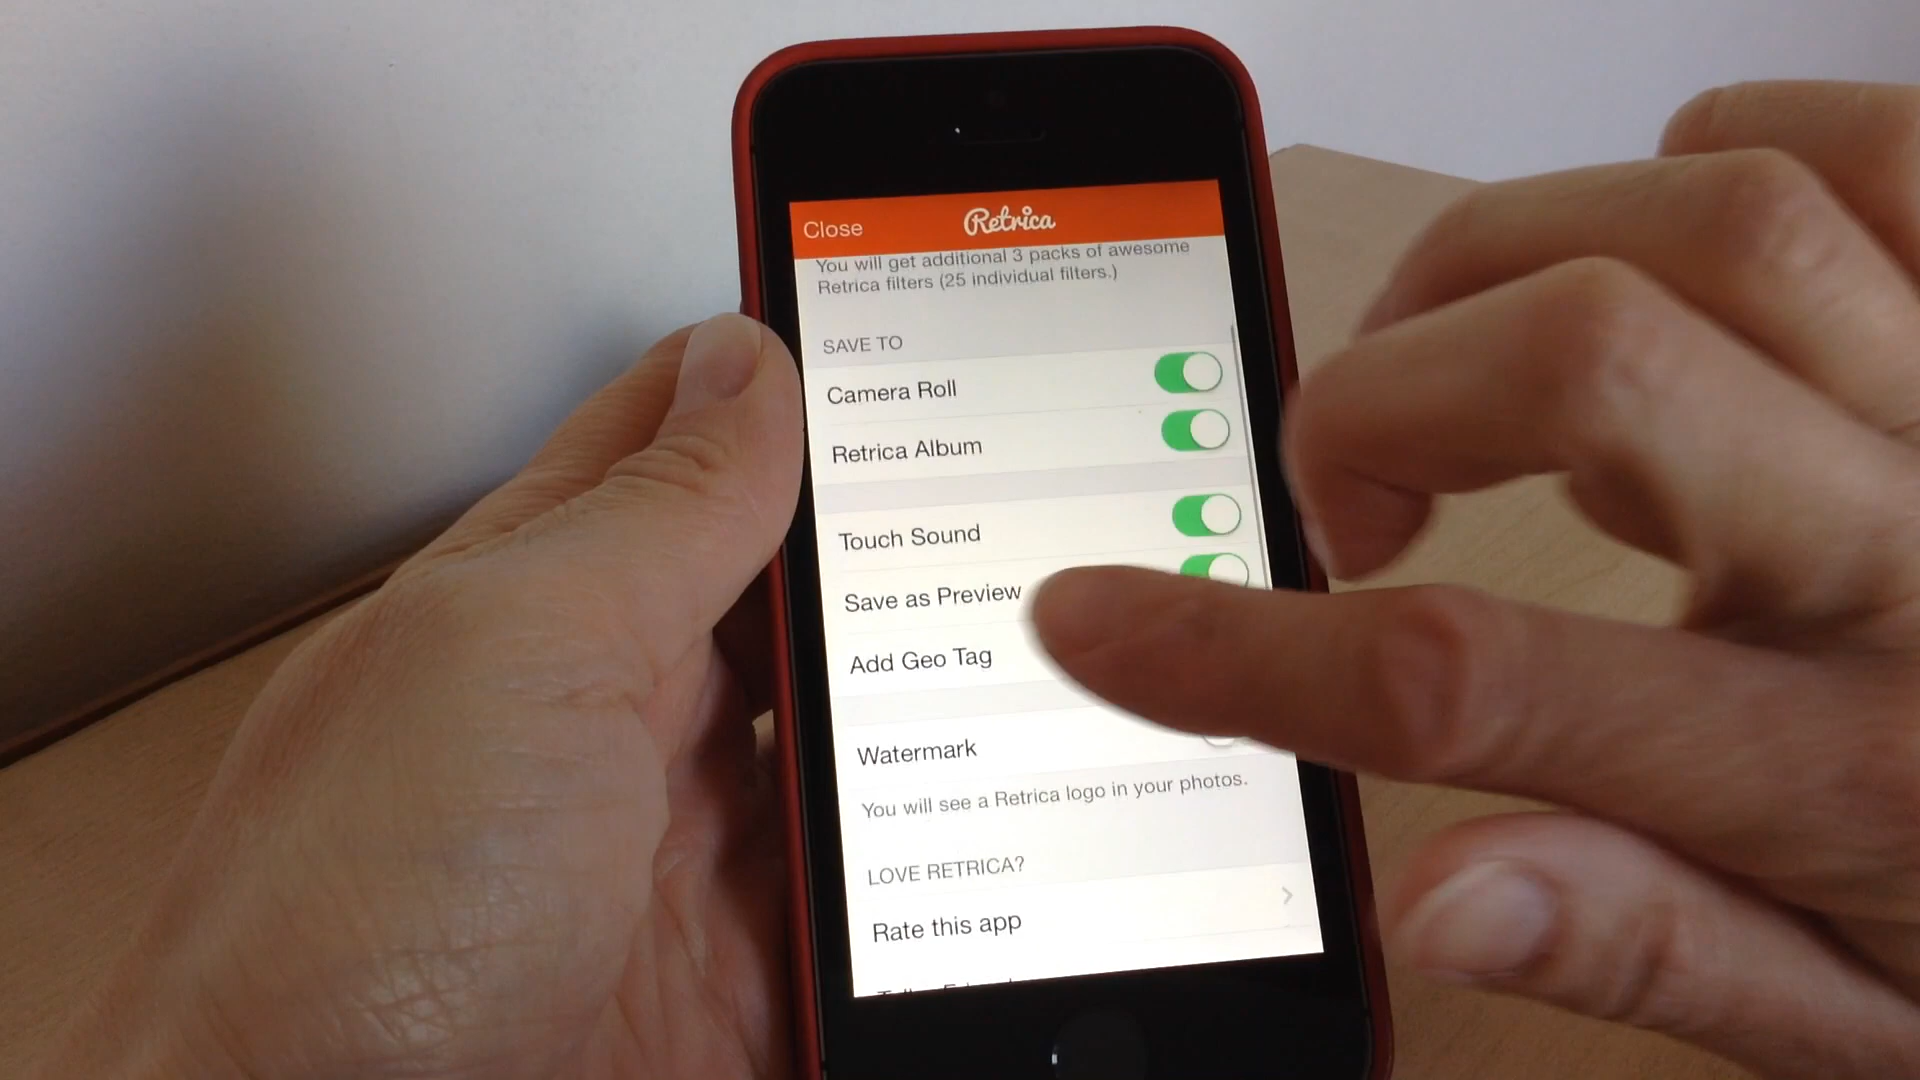 Close
Retrica
You will get additional 3 packs of awesome
Retrica filters (25 individual filters.)
SAVE TO
Camera Roll
Retrica Album
Touch Sound
Save as Preview
Add Geo Tag
Watermark
You will see a Retrica logo in your photos.
LOVE RETRICA?
Rate this app